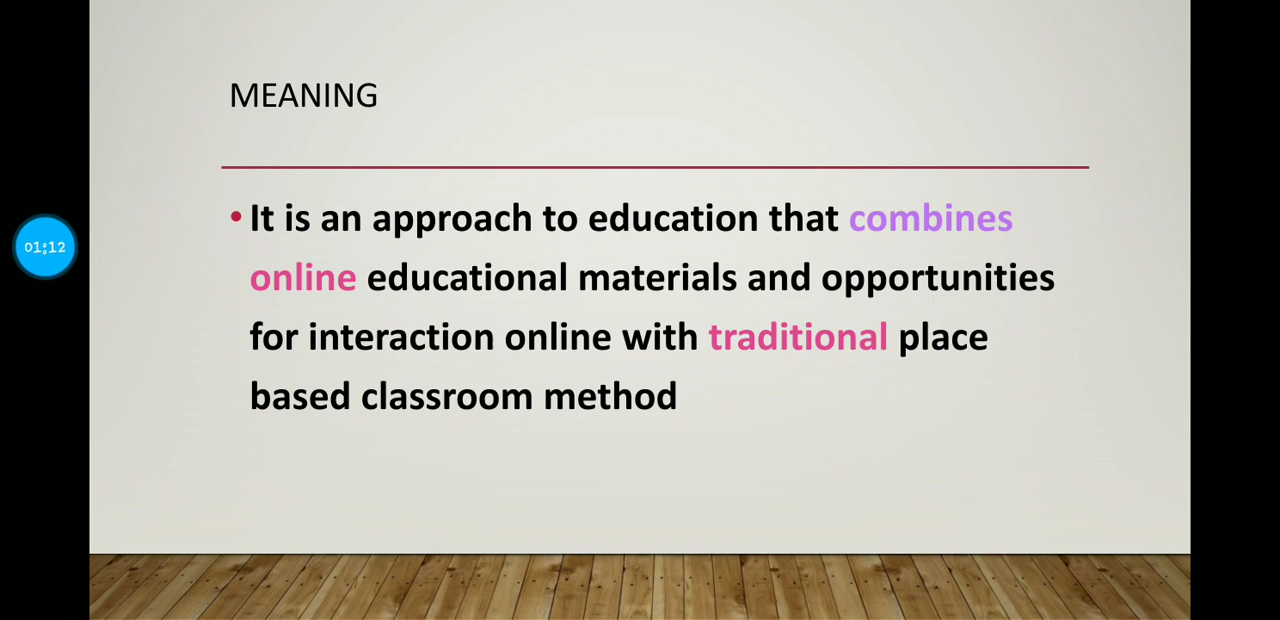 MEANING
01:12
• It is an approach to education that combines
online educational materials and opportunities
for interaction online with traditional place
based classroom method